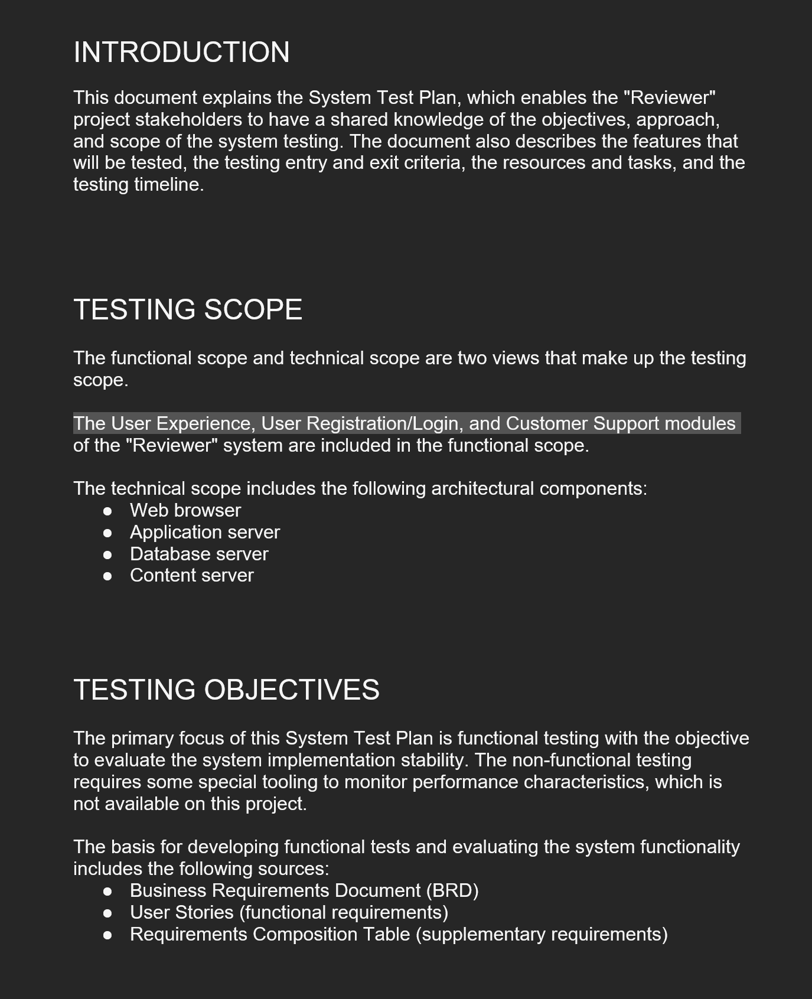 INTRODUCTION
This document explains the System Test Plan, which enables the "Reviewer"
project stakeholders to have a shared knowledge of the objectives, approach,
and scope of the system testing. The document also describes the features that
will be tested, the testing entry and exit criteria, the resources and tasks, and the
testing timeline.
TESTING SCOPE
The functional scope and technical scope are two views that make up the testing
scope.
The User Experience, User Registration/Login, and Customer Support modules
of the "Reviewer" system are included in the functional scope.
The technical scope includes the following architectural components:
● Web browser
● Application server
● Database server
● Content server
TESTING OBJECTIVES
The primary focus of this System Test Plan is functional testing with the objective
to evaluate the system implementation stability. The non-functional testing
requires some special tooling to monitor performance characteristics, which is
not available on this project.
The basis for developing functional tests and evaluating the system functionality
includes the following sources:
● Business Requirements Document (BRD)
● User Stories (functional requirements)
● Requirements Composition Table (supplementary requirements)